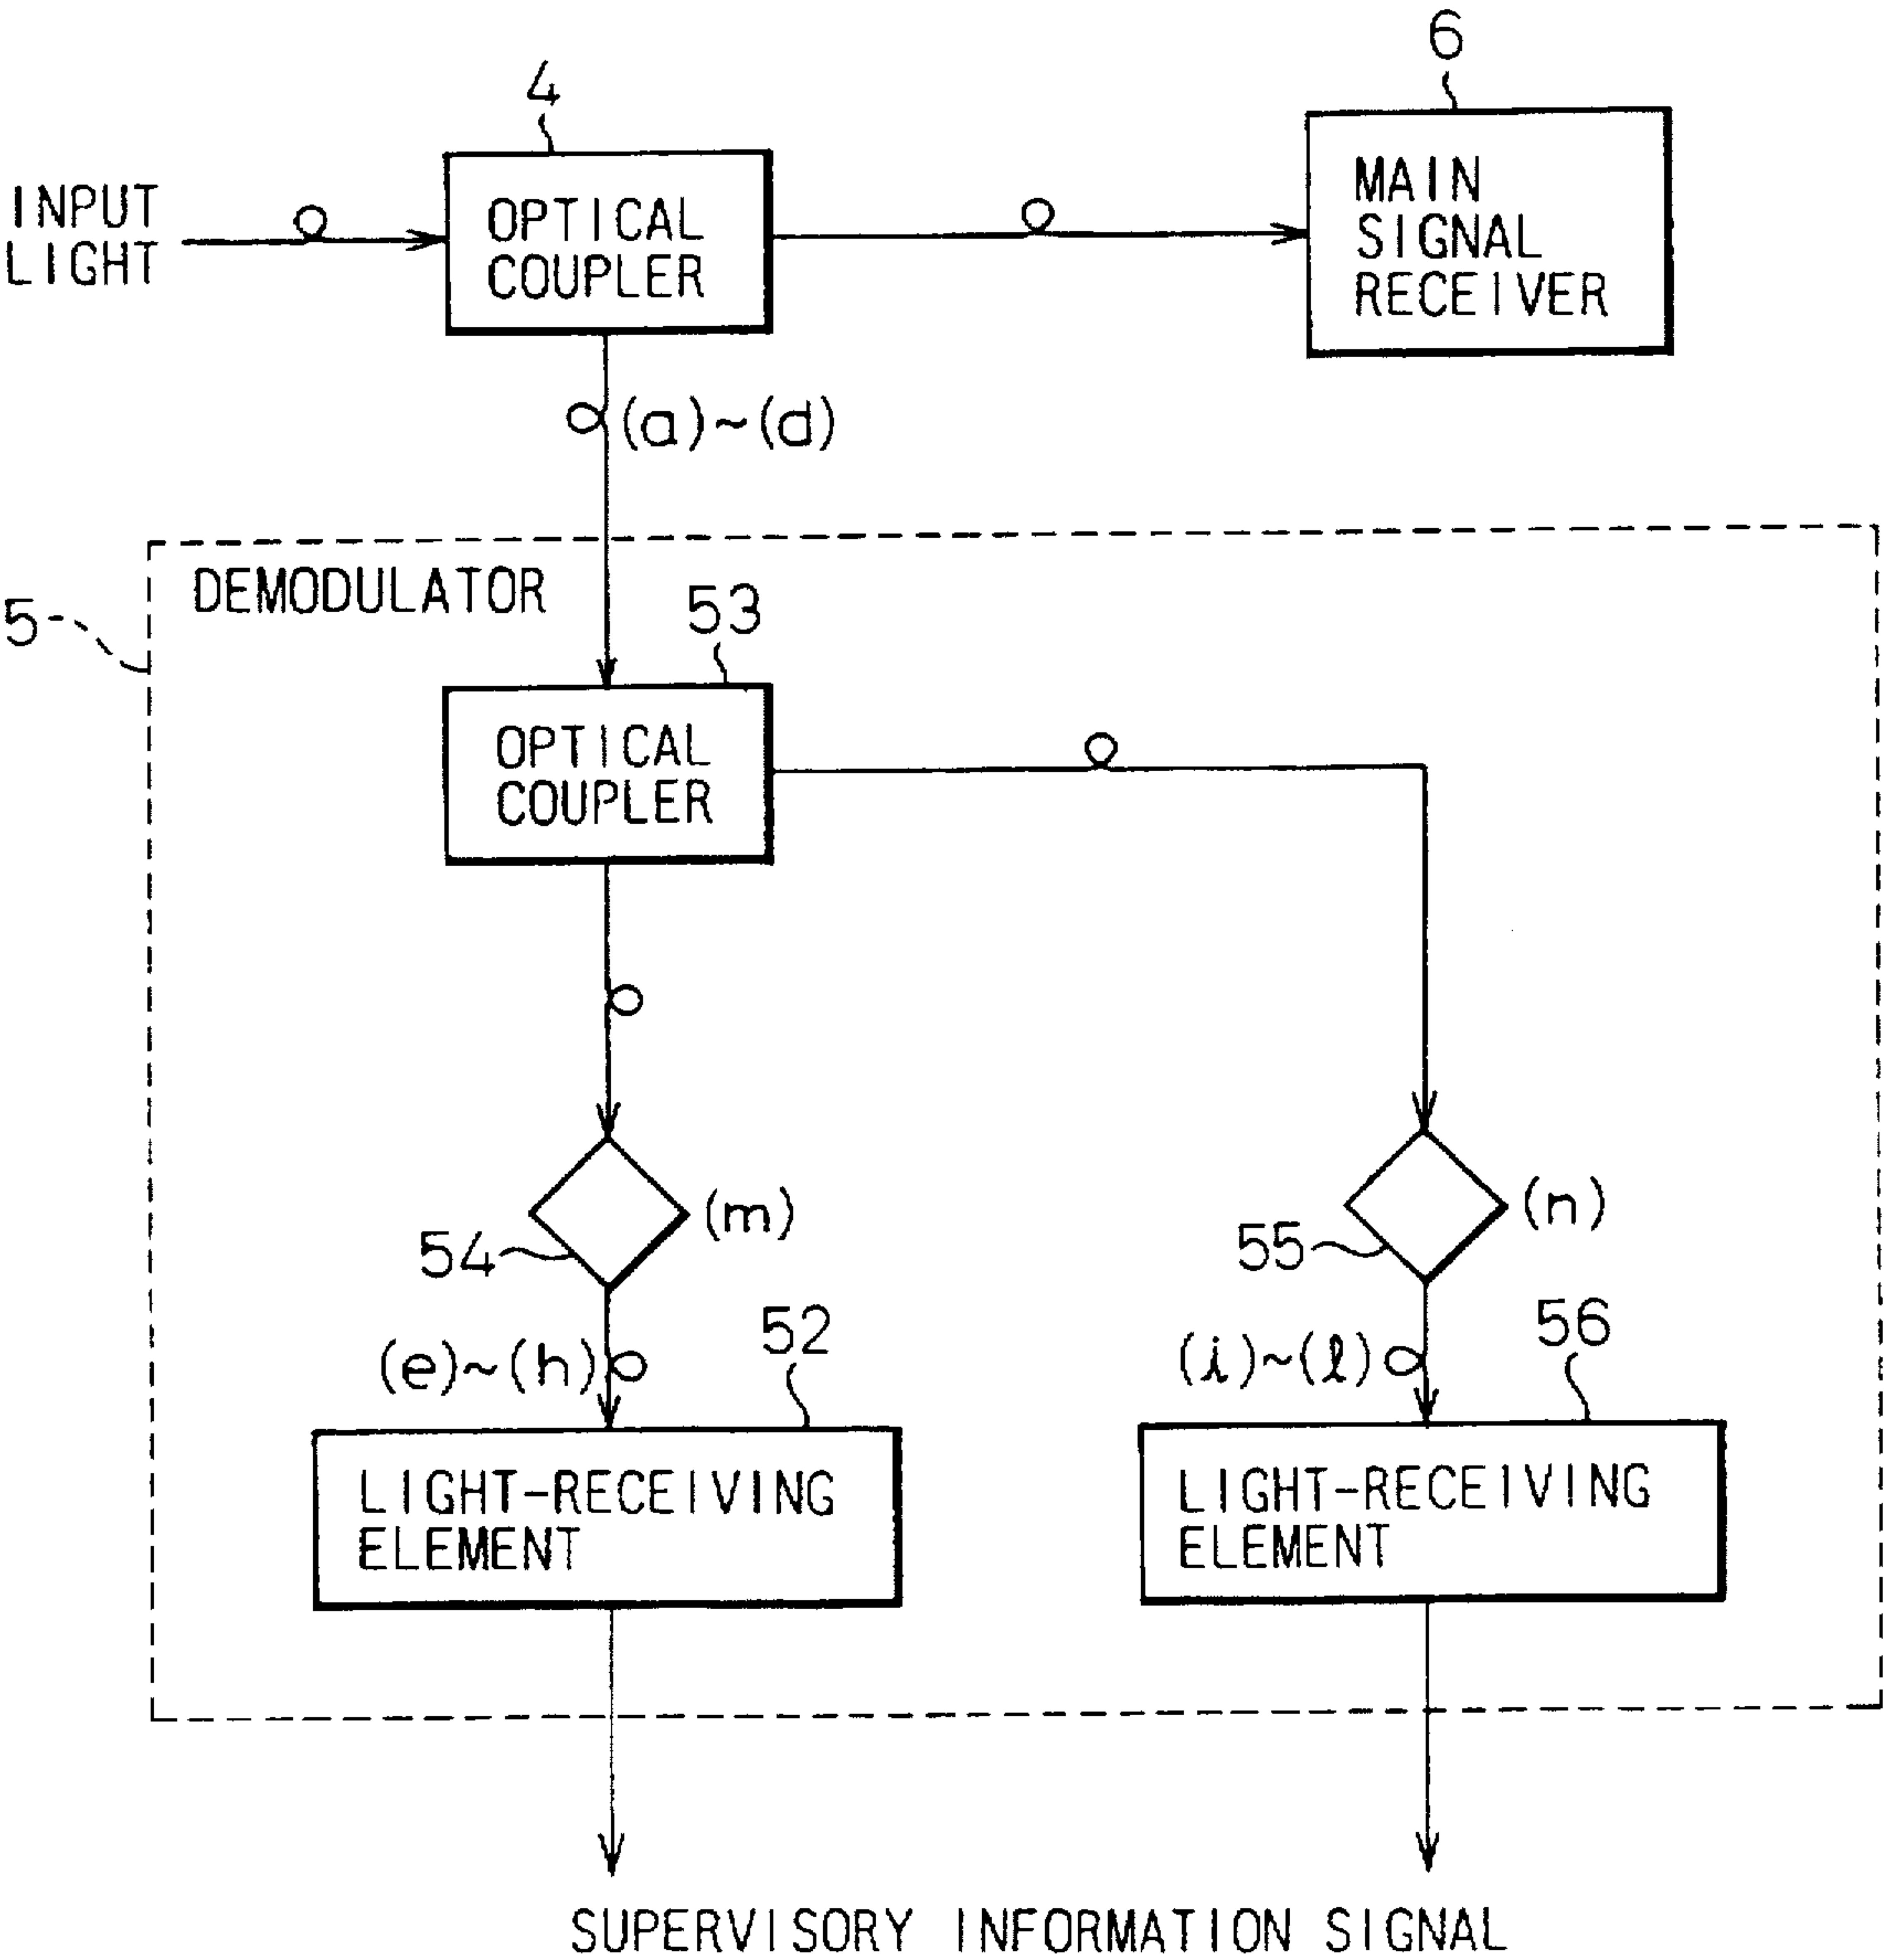 4
6
INPUT
LIGHT
OPTICAL
COUPLER
MAIN
SIGNAL
RECEIVER
(a)~(d)
DEMODULATOR
5
53
OPTICAL
COUPLER
(m)
(n)
54
55
52
56
(e)~(h)
(i)~(l)
LIGHT-RECEIVING
ELEMENT
LIGHT-RECEIVING
ELEMENT
SUPERVISORY INFORMATION SIGNAL